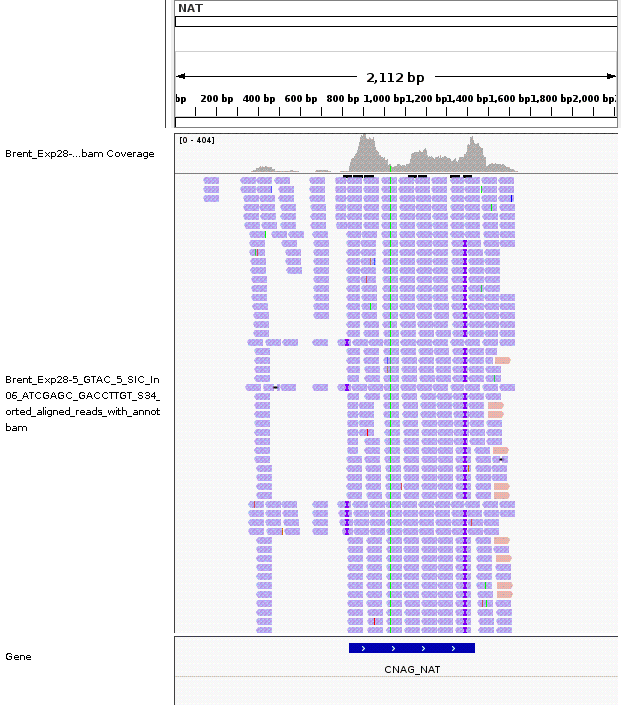 NAT
2,112 bp
bp 200 bp 400 bp 600 bp 800 bp 1,000 bp 1,200 bp 1,400 bp 1,600 bp 1,800 bp 2,000 bp
[0 - 404]
Brent_Exp28-...bam Coverage
Brent_Exp28-5_GTAC_5_SIC_In
06_ATCGAGC_GACCTTGT_S34_
orted_aligned_reads_with_annot
bam
Gene
CNAG_NAT